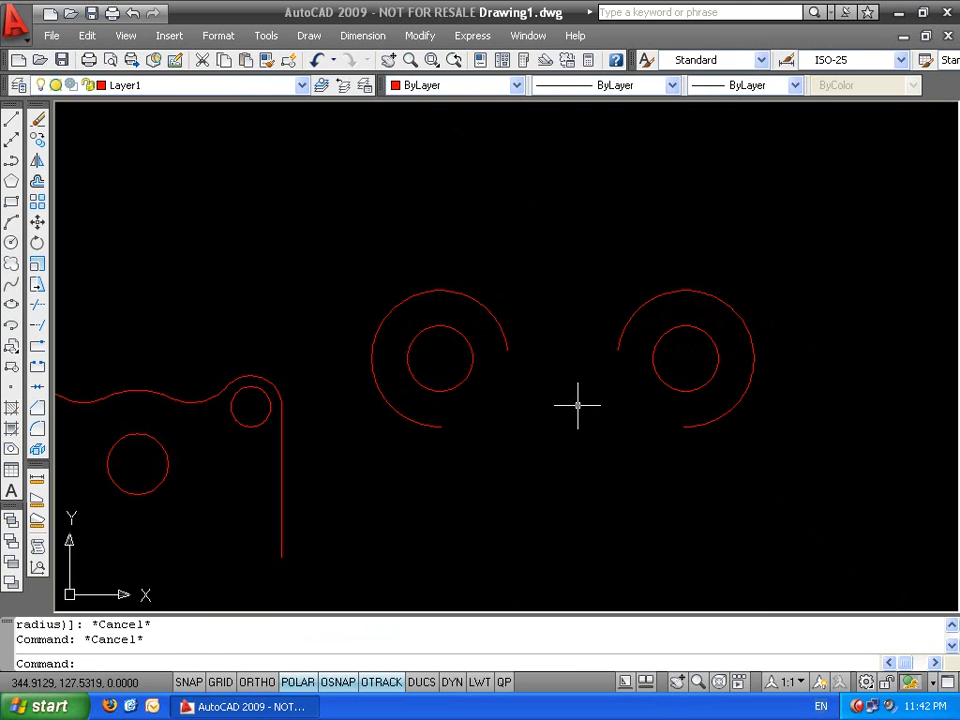 AutoCAD 2009 - NOT FOR RESALE Drawing1.dwg
Type a keyword or phrase
File Edit View Insert Format Tools Draw Dimension Modify Express Window Help
Standard ISO-25
Layer1 ByLayer ByLayer ByLayer ByColor
Y
X
radius)]: *Cancel*
Command: *Cancel*
Command:
344.9129, 127.5319, 0.0000 SNAP GRID ORTHO POLAR OSNAP OTRACK DUCS DYN LWT QP 1:1
start AutoCAD 2009 - NOT... EN 11:42 PM